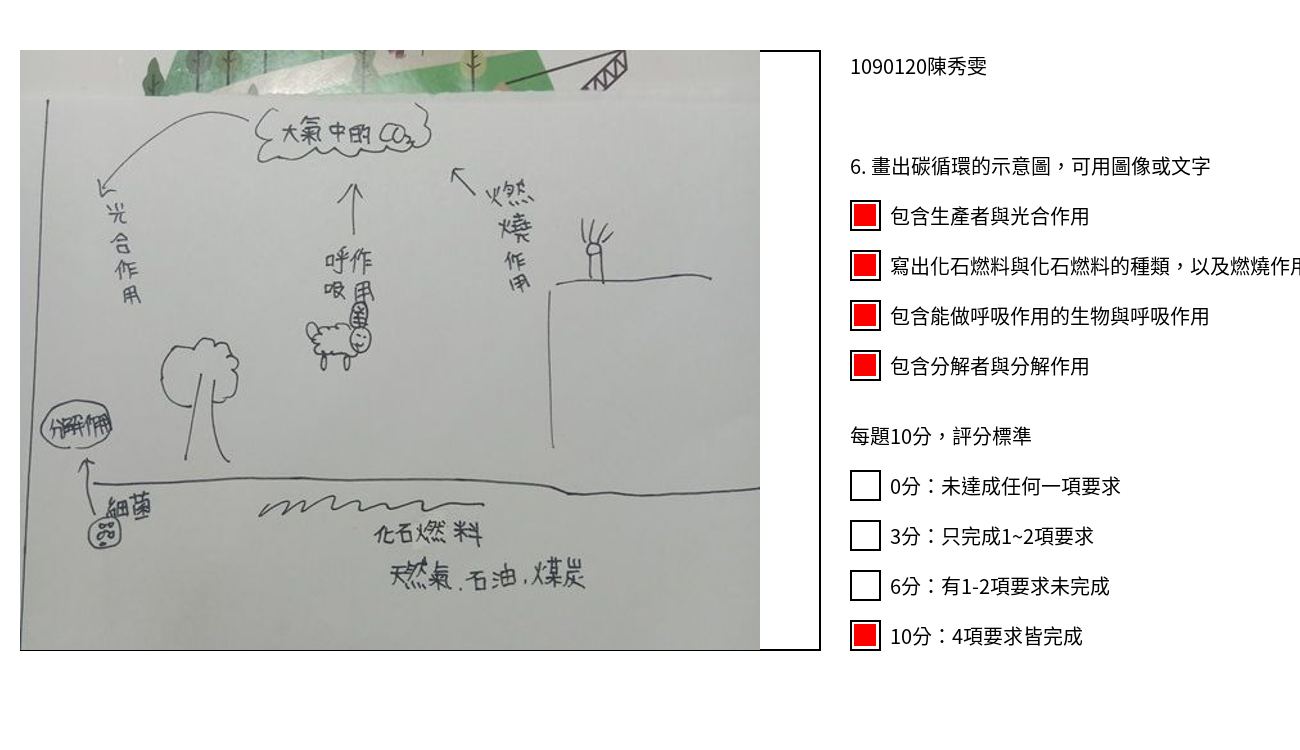 大氣中的CO₂
光合作用
呼吸作用
燃燒作用
分解作用
細菌
化石燃料
天然氣.石油,煤炭
1090120陳秀雯
6. 畫出碳循環的示意圖，可用圖像或文字
包含生產者與光合作用
寫出化石燃料與化石燃料的種類，以及燃燒作用
包含能做呼吸作用的生物與呼吸作用
包含分解者與分解作用
每題10分，評分標準
0分：未達成任何一項要求
3分：只完成1~2項要求
6分：有1-2項要求未完成
10分：4項要求皆完成